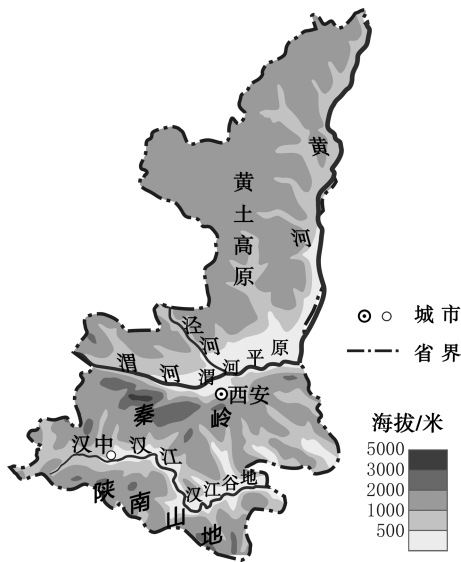 黄
河
黄土高原
泾河
渭河平原
渭河
西安
秦岭
汉中
汉江
汉江谷地
陕南山地
城市
省界
海拔/米
5000
3000
2000
1000
500